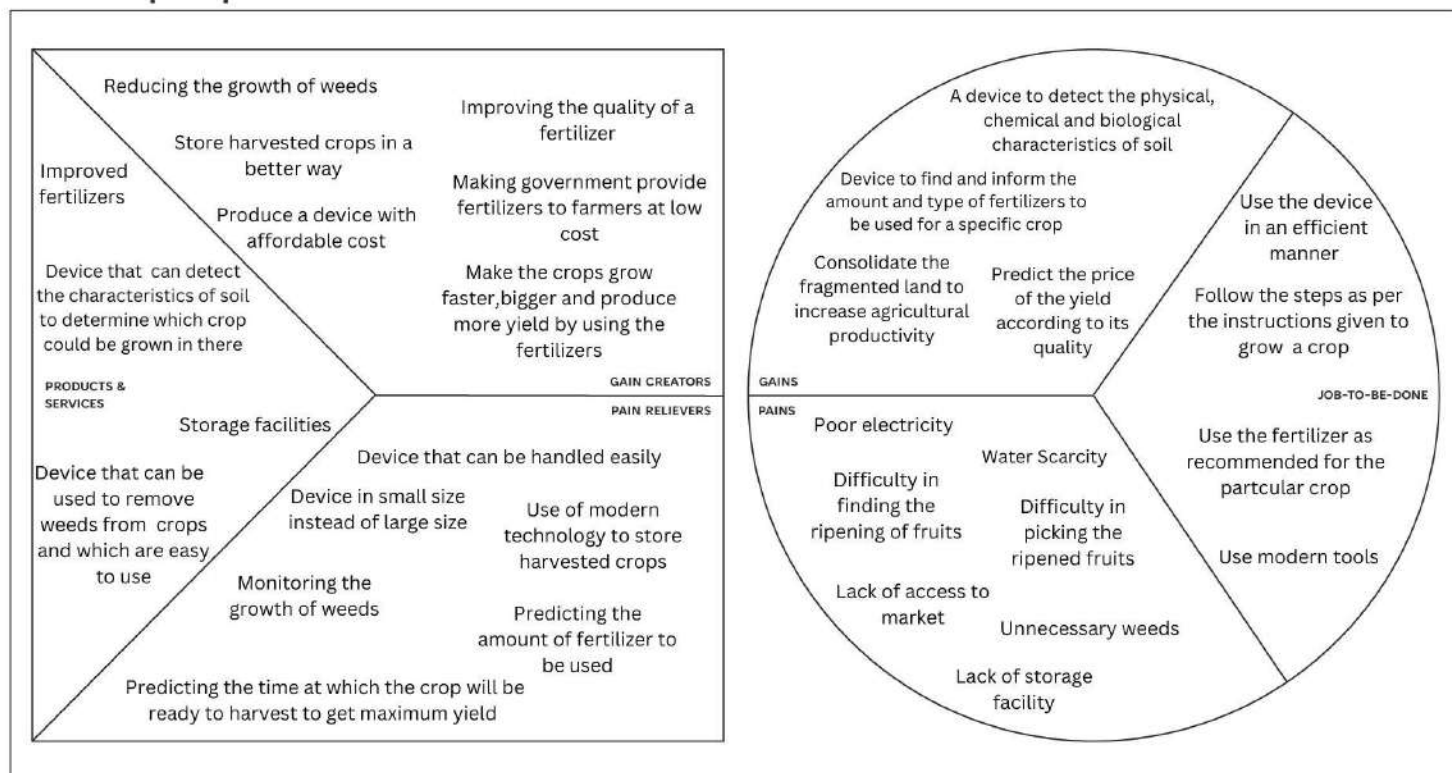 Reducing the growth of weeds
Improving the quality of a
fertilizer
Store harvested crops in a
better way
Making government provide
fertilizers to farmers at low
cost
Produce a device with
affordable cost
Make the crops grow
faster,bigger and produce
more yield by using the
fertilizers
GAIN CREATORS
Improved
fertilizers
Device that can detect
the characteristics of soil
to determine which crop
could be grown in there
PRODUCTS &
SERVICES
Storage facilities
Device that can be
used to remove
weeds from crops
and which are easy
to use
PAIN RELIEVERS
Device that can be handled easily
Device in small size
instead of large size
Use of modern
technology to store
harvested crops
Monitoring the
growth of weeds
Predicting the
amount of fertilizer to
be used
Predicting the time at which the crop will be
ready to harvest to get maximum yield
A device to detect the physical,
chemical and biological
characteristics of soil
Device to find and inform the
amount and type of fertilizers to
be used for a specific crop
Consolidate the
fragmented land to
increase agricultural
productivity
Predict the price
of the yield
according to its
quality
GAINS
PAINS
Poor electricity
Water Scarcity
Difficulty in
finding the
ripening of fruits
Difficulty in
picking the
ripened fruits
Lack of access to
market
Unnecessary weeds
Lack of storage
facility
Use the device
in an efficient
manner
Follow the steps as per
the instructions given to
grow a crop
JOB-TO-BE-DONE
Use the fertilizer as
recommended for the
partcular crop
Use modern tools